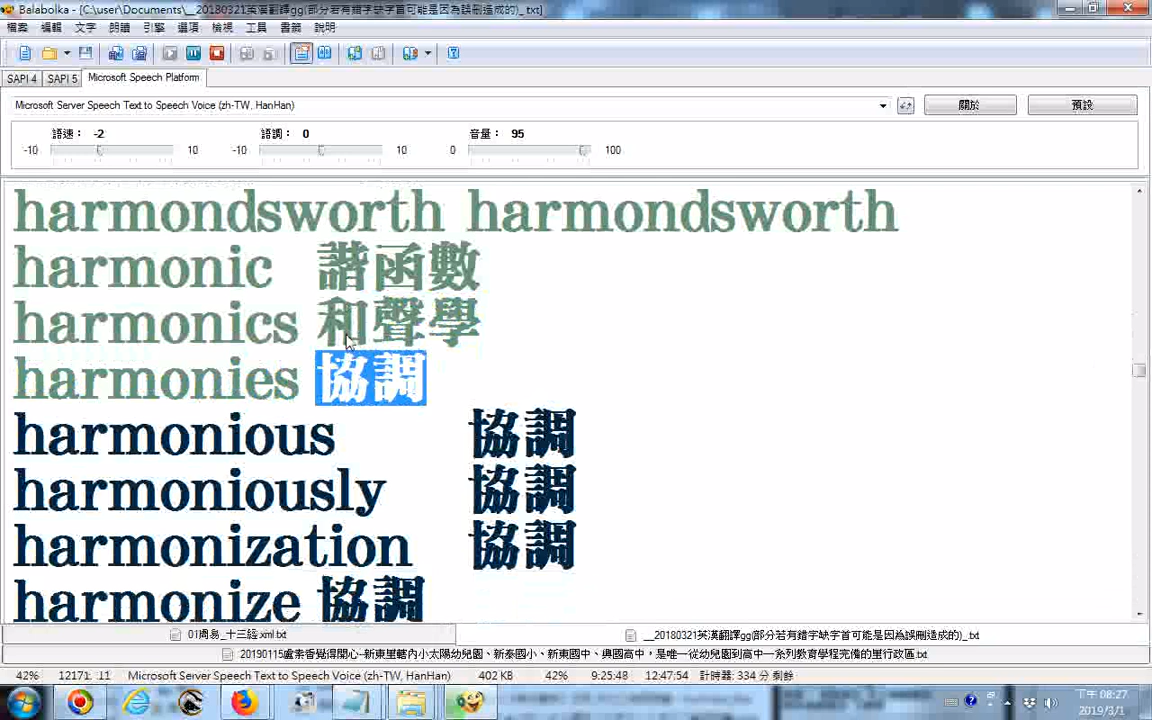 Balabolka - [C:\user\Documents\__20180321英漢翻譯gg(部分若有錯字缺字首可能是因為誤刪造成的)_.txt]
檔案 編輯 文字 朗讀 引擎 選項 檢視 工具 書籤 說明
SAPI 4 SAPI 5 Microsoft Speech Platform
Microsoft Server Speech Text to Speech Voice (zh-TW, HanHan) 關於 預設
語速： -2 語調： 0 音量： 95
-10 10 -10 10 0 100
harmondsworth harmondsworth
harmonic 諧函數
harmonics 和聲學
harmonies 協調
harmonious 協調
harmoniously 協調
harmonization 協調
harmonize 協調
01周易_十三經.xml.txt __20180321英漢翻譯gg(部分若有錯字缺字首可能是因為誤刪造成的)_.txt
20190115盧素香覺得開心-新東里轄內小太陽幼兒園、新泰國小、新東國中、興國高中，是唯一從幼兒園到高中一系列教育學程完備的里行政區.txt
42% 12171: 11 Microsoft Server Speech Text to Speech Voice (zh-TW, HanHan) 402 KB 42% 9:25:48 12:47:54 計時器: 334 分 剩餘
下午 08:27
2019/3/1